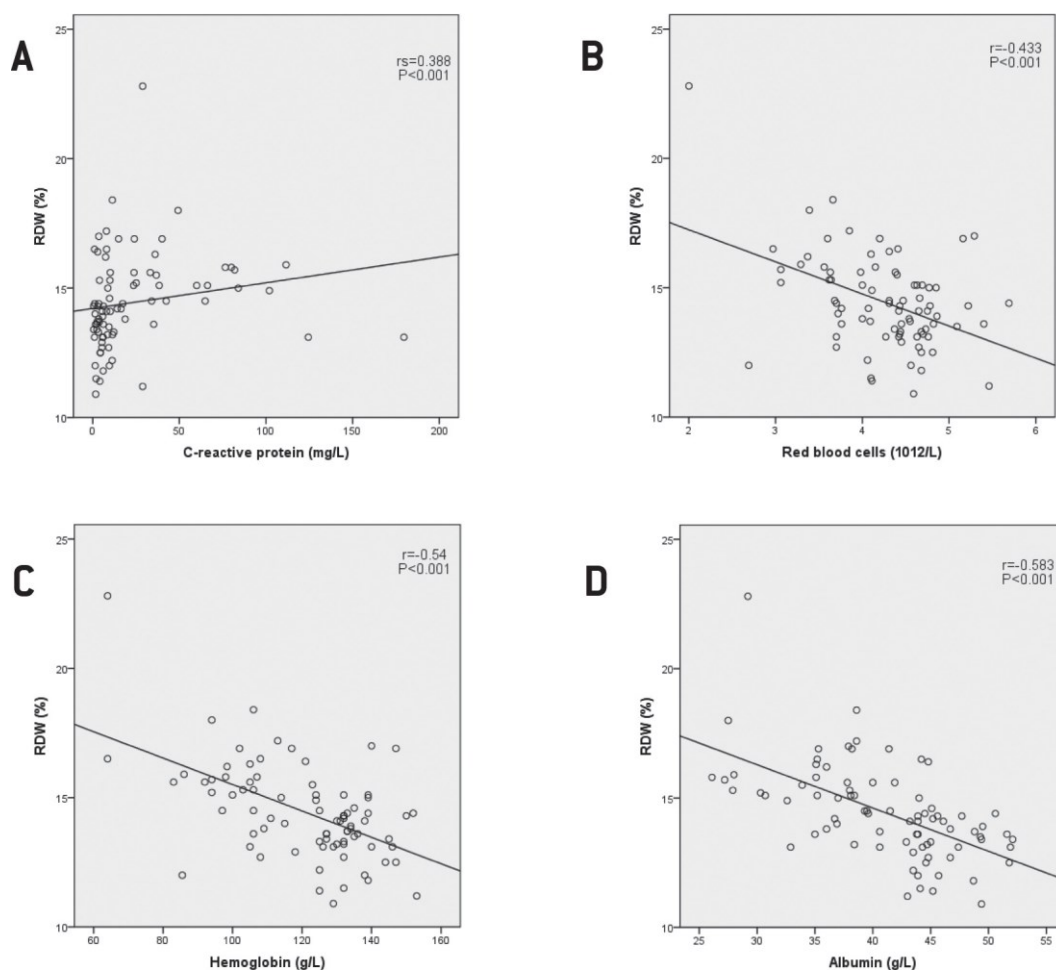 A
RDW (%)
25
20
15
10
rs=0.388
P<0.001
0
50
100
150
200
C-reactive protein (mg/L)
B
RDW (%)
25
20
15
10
r=-0.433
P<0.001
2
3
4
5
6
Red blood cells (1012/L)
C
RDW (%)
25
20
15
10
r=-0.54
P<0.001
60
80
100
120
140
160
Hemoglobin (g/L)
D
RDW (%)
25
20
15
10
r=-0.583
P<0.001
25
30
35
40
45
50
55
Albumin (g/L)